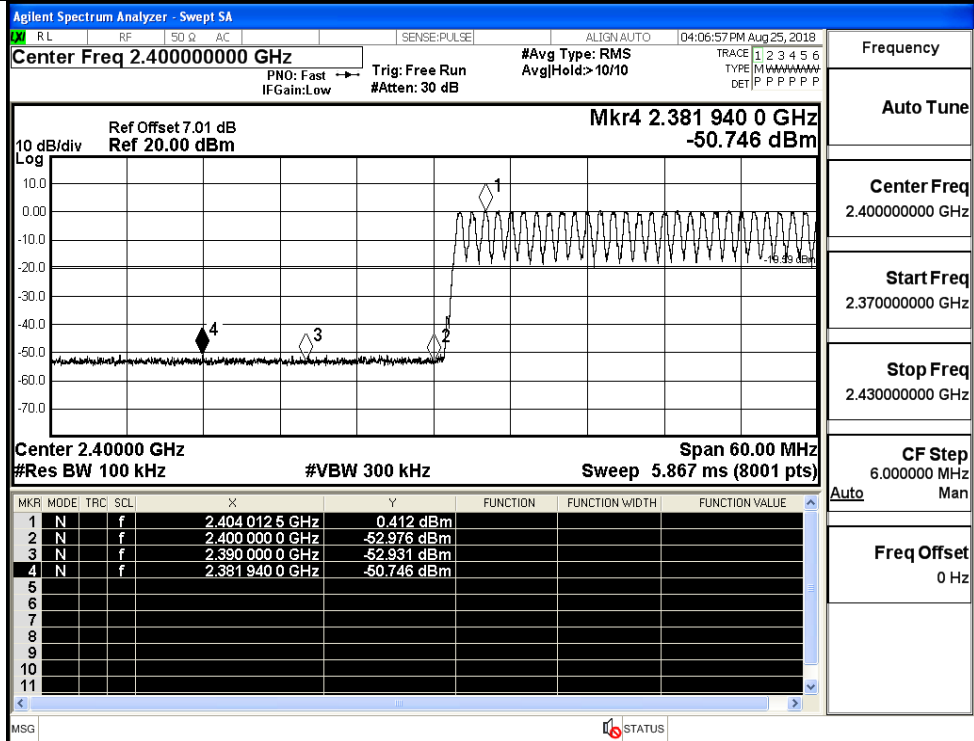 Agilent Spectrum Analyzer - Swept SA
LXI RL RF 50 Ω AC SENSE:PULSE ALIGN AUTO 04:06:57 PM Aug 25, 2018
Center Freq 2.400000000 GHz
PNO: Fast
IFGain:Low
Trig: Free Run
#Atten: 30 dB
#Avg Type: RMS
Avg|Hold:> 10/10
TRACE 1 2 3 4 5 6
TYPE M WWWWW
DET P P P P P P
Ref Offset 7.01 dB
10 dB/div Ref 20.00 dBm
Log
Mkr4 2.381 940 0 GHz
-50.746 dBm
10.0
0.00
-10.0
-20.0
-30.0
-40.0
-50.0
-60.0
-70.0
1
2
3
4
-19.59 dBm
Center 2.40000 GHz Span 60.00 MHz
#Res BW 100 kHz #VBW 300 kHz Sweep 5.867 ms (8001 pts)
MKR MODE TRC SCL X Y FUNCTION FUNCTION WIDTH FUNCTION VALUE
1 N f 2.404 012 5 GHz 0.412 dBm
2 N f 2.400 000 0 GHz -52.976 dBm
3 N f 2.390 000 0 GHz -52.931 dBm
4 N f 2.381 940 0 GHz -50.746 dBm
5
6
7
8
9
10
11
MSG STATUS
Frequency
Auto Tune
Center Freq
2.400000000 GHz
Start Freq
2.370000000 GHz
Stop Freq
2.430000000 GHz
CF Step
6.000000 MHz
Auto Man
Freq Offset
0 Hz